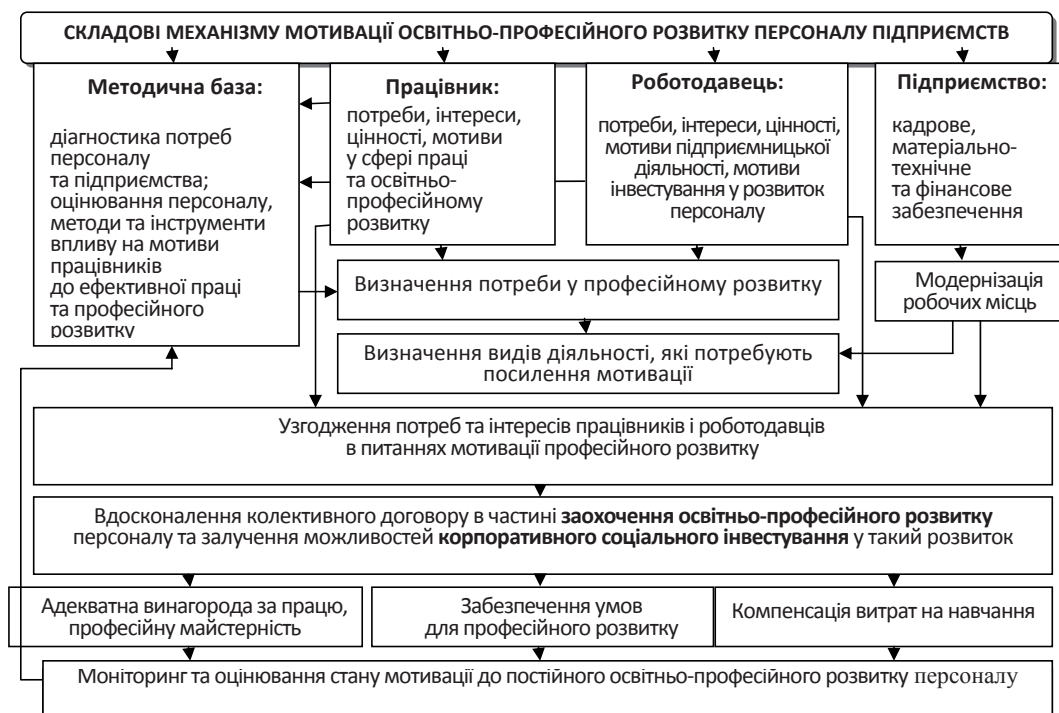 СКЛАДОВІ МЕХАНІЗМУ МОТИВАЦІЇ ОСВІТНЬО-ПРОФЕСІЙНОГО РОЗВИТКУ ПЕРСОНАЛУ ПІДПРИЄМСТВ
Методична база:
діагностика потреб
персоналу
та підприємства;
оцінювання персоналу,
методи та інструменти
впливу на мотиви
працівників
до ефективної праці
та професійного
розвитку
Працівник:
потреби, інтереси,
цінності, мотиви
у сфері праці
та освітньо-
професійному
розвитку
Роботодавець:
потреби, інтереси, цінності,
мотиви підприємницької
діяльності, мотиви
інвестування у розвиток
персоналу
Підприємство:
кадрове,
матеріально-
технічне
та фінансове
забезпечення
Визначення потреби у професійному розвитку
Модернізація
робочих місць
Визначення видів діяльності, які потребують
посилення мотивації
Узгодження потреб та інтересів працівників і роботодавців
в питаннях мотивації професійного розвитку
Вдосконалення колективного договору в частині заохочення освітньо-професійного розвитку
персоналу та залучення можливостей корпоративного соціального інвестування у такий розвиток
Адекватна винагорода за працю,
професійну майстерність
Забезпечення умов
для професійного розвитку
Компенсація витрат на навчання
Моніторинг та оцінювання стану мотивації до постійного освітньо-професійного розвитку персоналу